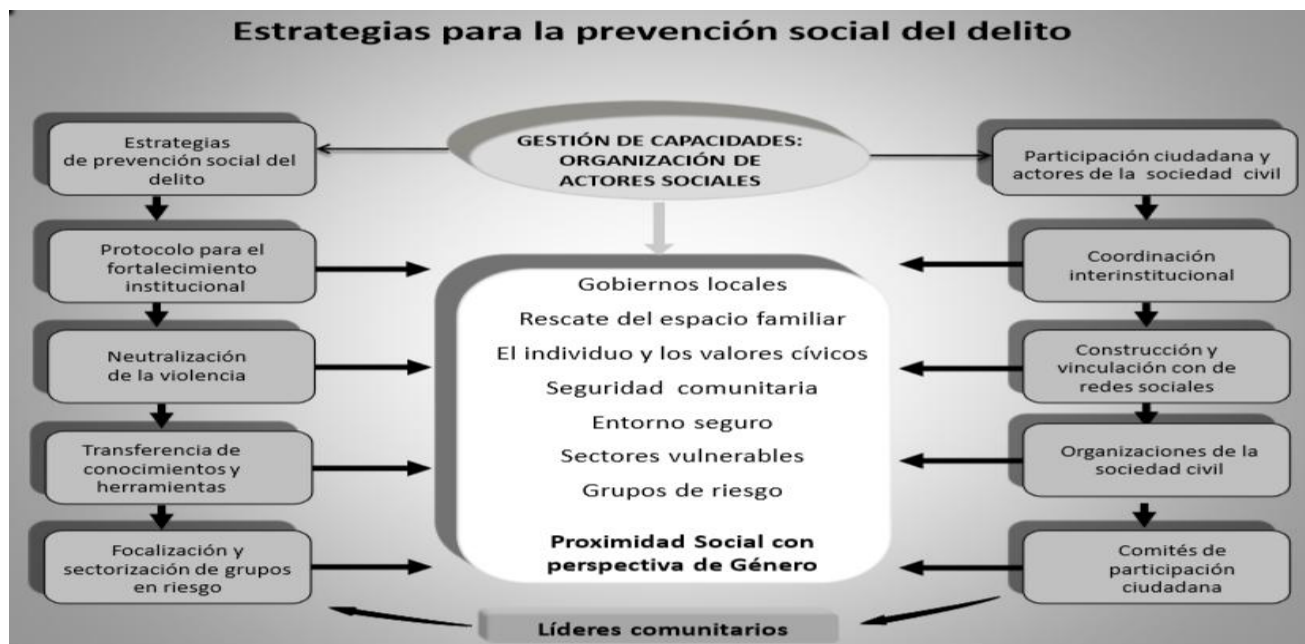 Estrategias para la prevención social del delito
GESTIÓN DE CAPACIDADES:
ORGANIZACIÓN DE
ACTORES SOCIALES
Estrategias
de prevención social del
delito
Protocolo para el
fortalecimiento
institucional
Neutralización
de la violencia
Transferencia de
conocimientos y
herramientas
Focalización y
sectorización de grupos
en riesgo
Gobiernos locales
Rescate del espacio familiar
El individuo y los valores cívicos
Seguridad comunitaria
Entorno seguro
Sectores vulnerables
Grupos de riesgo
Proximidad Social con
perspectiva de Género
Participación ciudadana y
actores de la sociedad civil
Coordinación
interinstitucional
Construcción y
vinculación con de
redes sociales
Organizaciones de la
sociedad civil
Comités de
participación
ciudadana
Líderes comunitarios